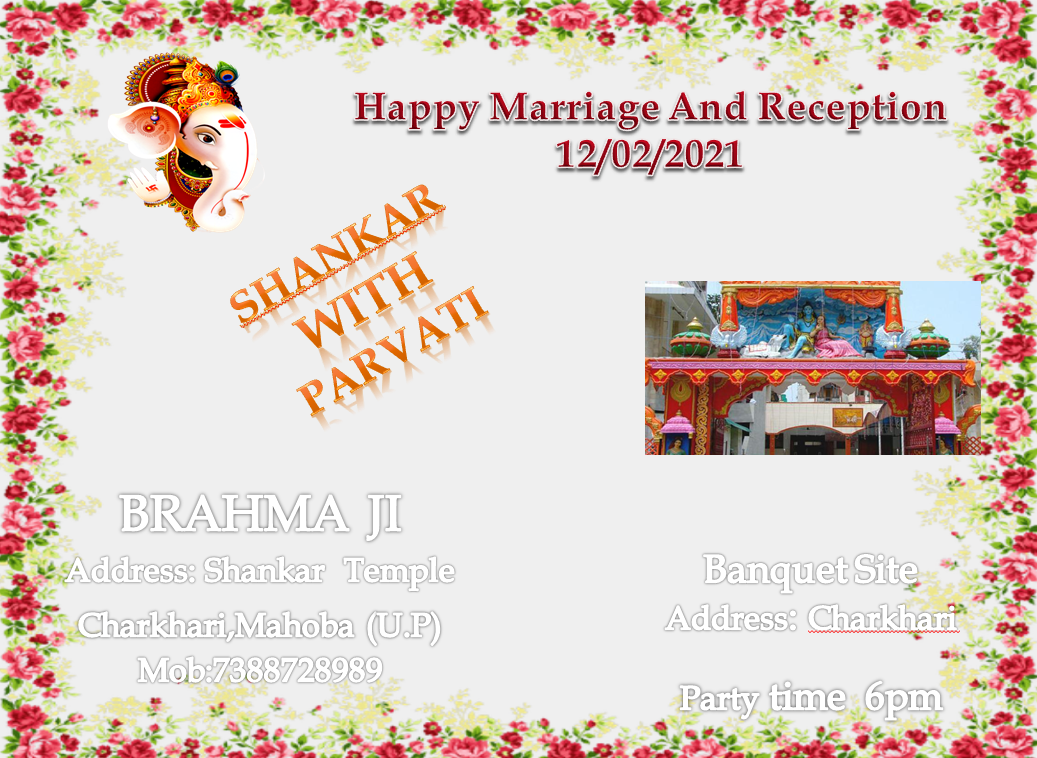 Happy Marriage And Reception
12/02/2021
SHANKAR
WITH
PARVATI
BRAHMA JI
Address: Shankar Temple
Charkhari,Mahoba (U.P)
Mob:7388728989
Banquet Site
Address: Charkhari
Party time 6pm